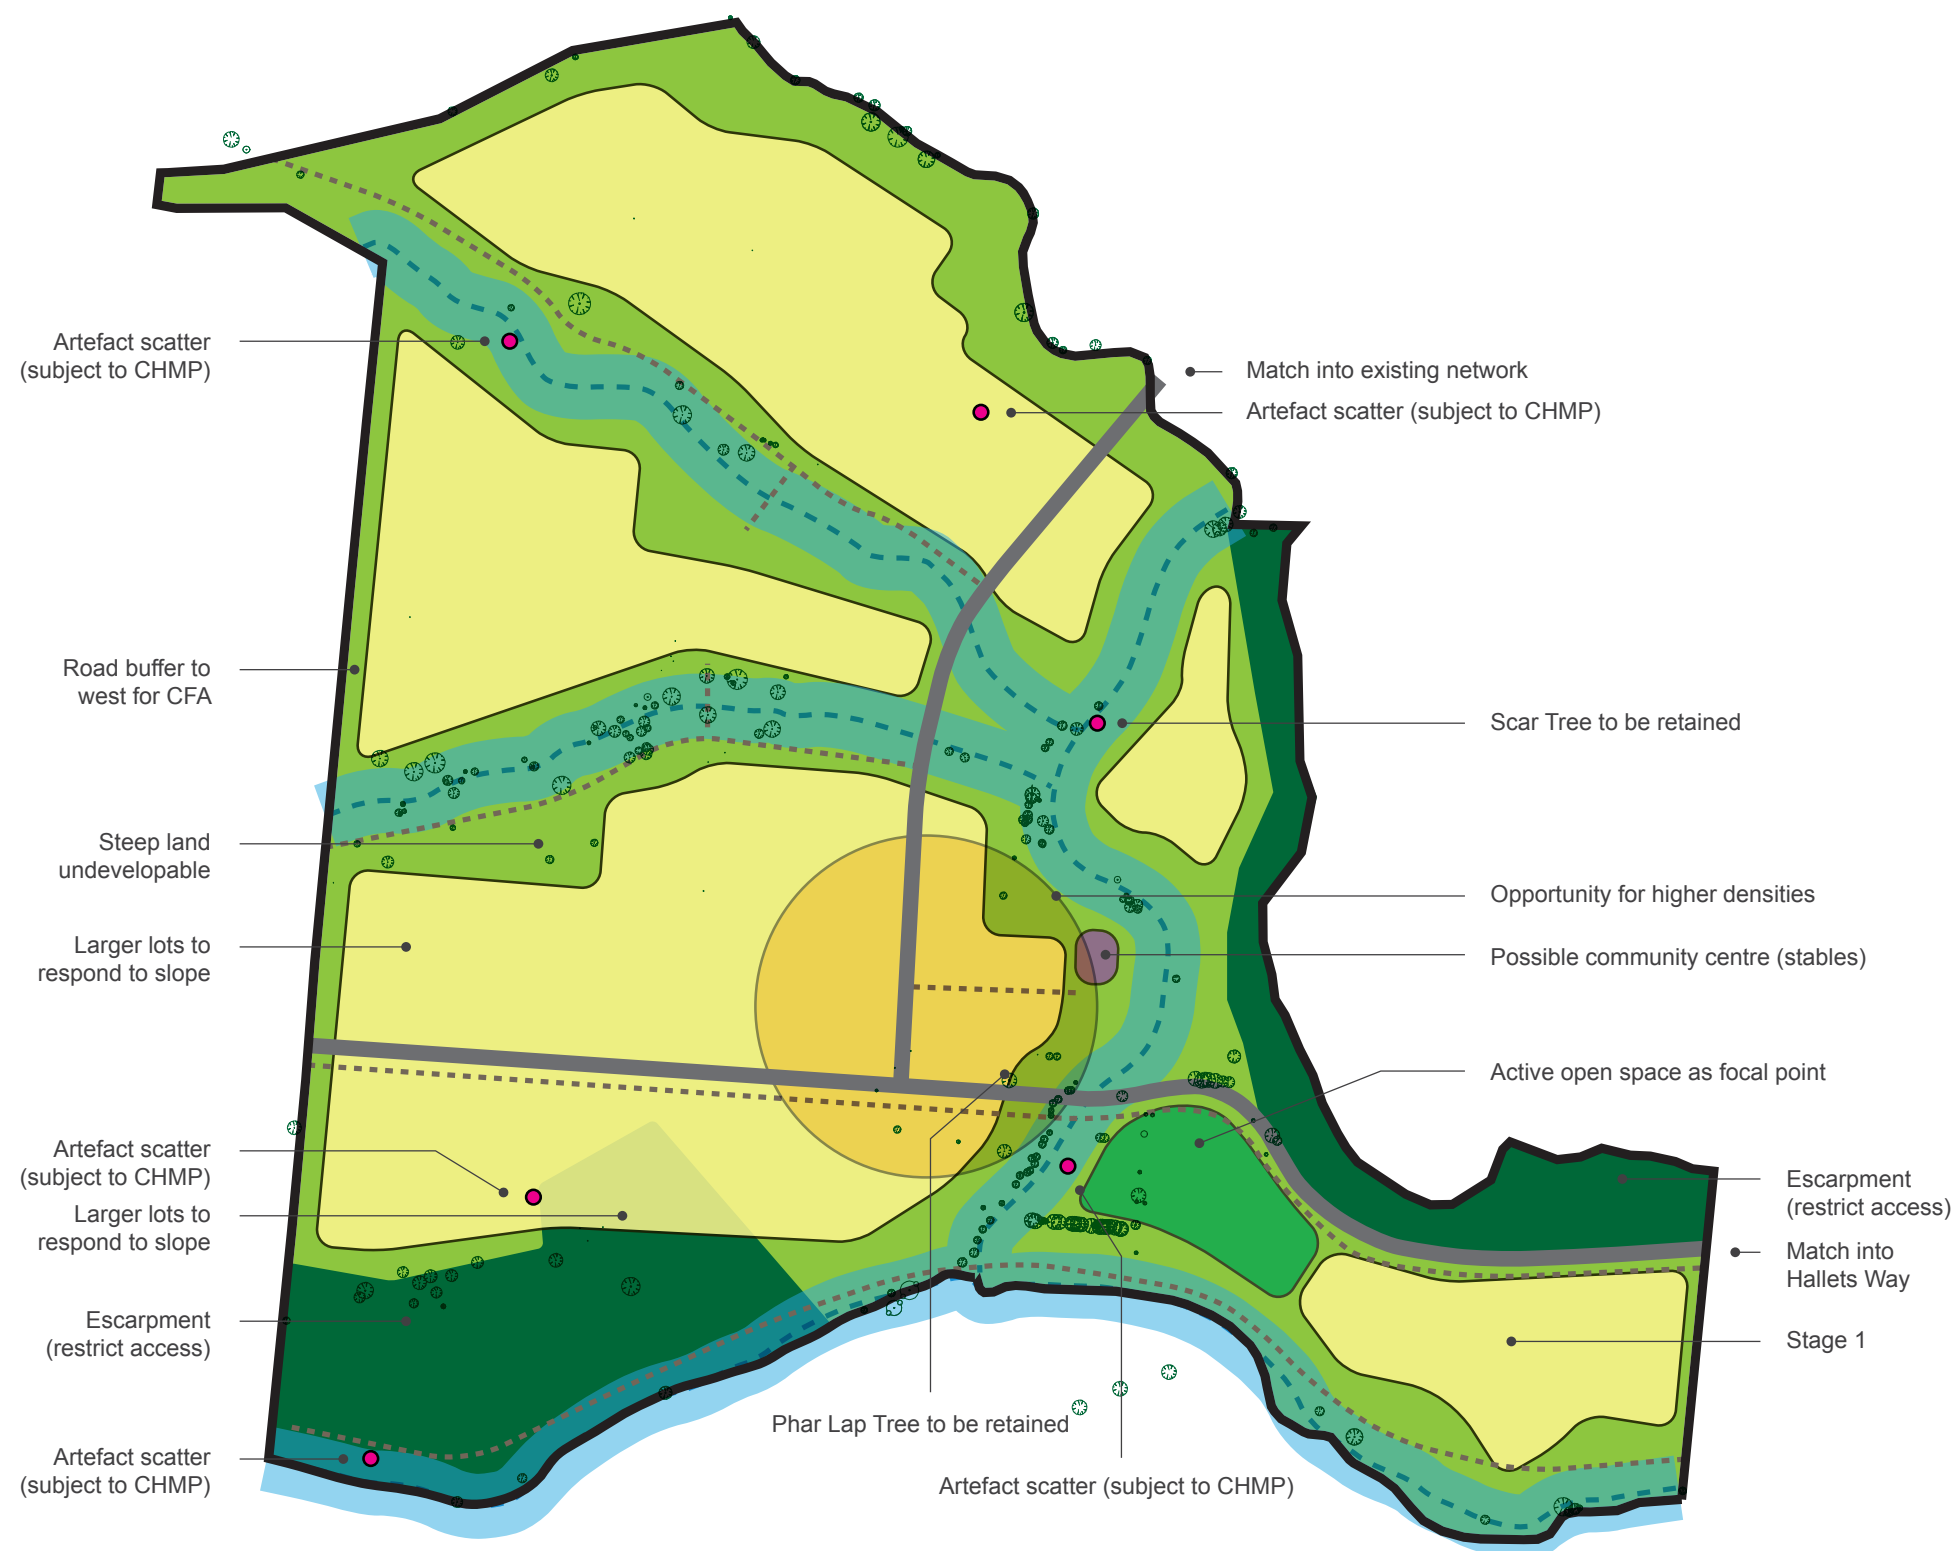 Artefact scatter
(subject to CHMP)
Match into existing network
Artefact scatter (subject to CHMP)
Road buffer to
west for CFA
Scar Tree to be retained
Steep land
undevelopable
Opportunity for higher densities
Larger lots to
respond to slope
Possible community centre (stables)
Active open space as focal point
Artefact scatter
(subject to CHMP)
Escarpment
(restrict access)
Larger lots to
respond to slope
Match into
Hallets Way
Escarpment
(restrict access)
Stage 1
Phar Lap Tree to be retained
Artefact scatter
(subject to CHMP)
Artefact scatter (subject to CHMP)